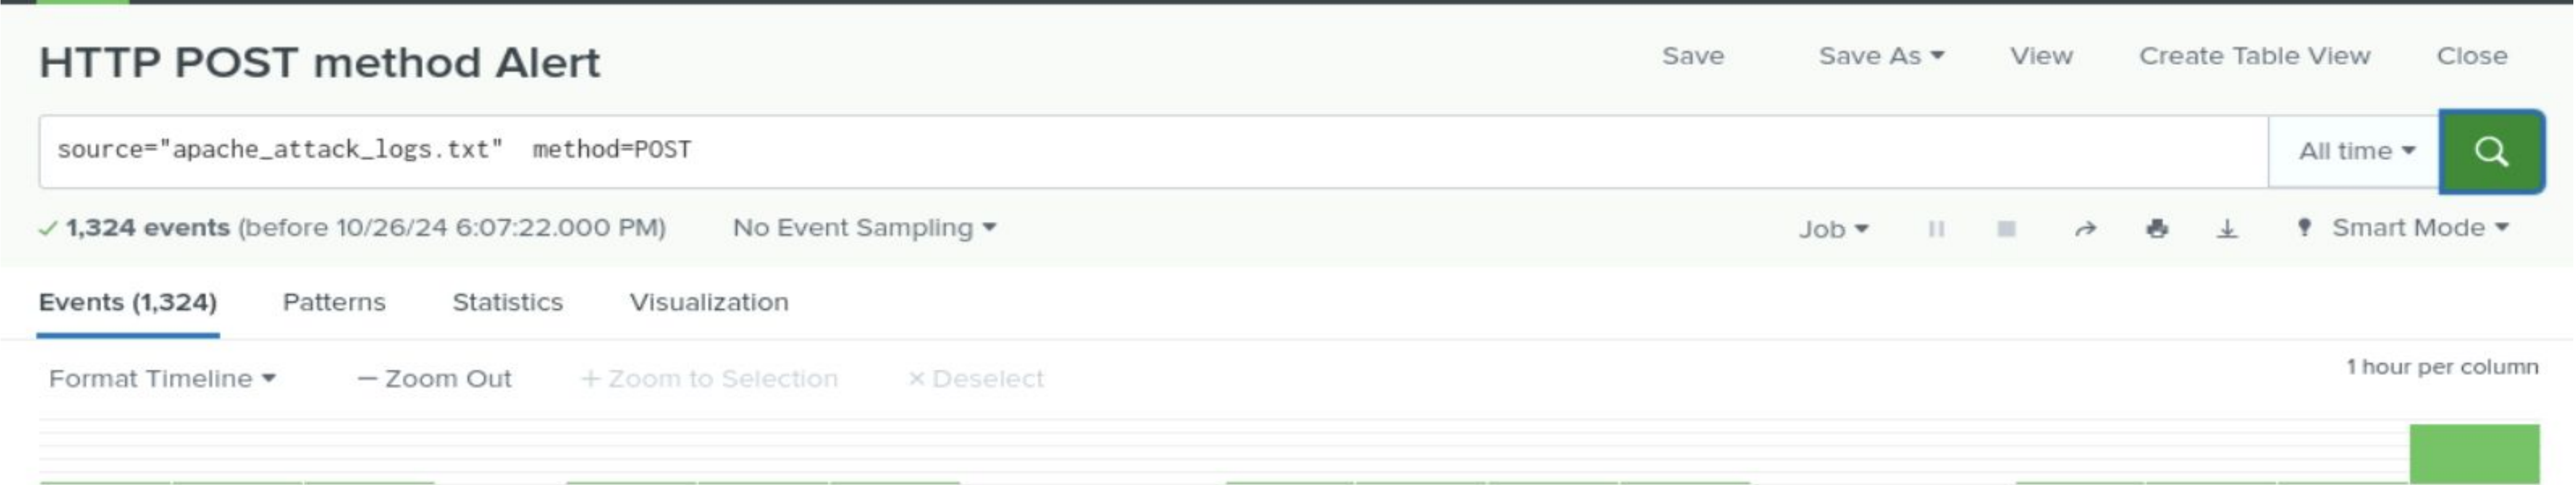 HTTP POST method Alert
Save Save As View Create Table View Close
source="apache_attack_logs.txt"  method=POST
All time
1,324 events (before 10/26/24 6:07:22.000 PM) No Event Sampling
Job Smart Mode
Events (1,324) Patterns Statistics Visualization
Format Timeline — Zoom Out + Zoom to Selection × Deselect
1 hour per column